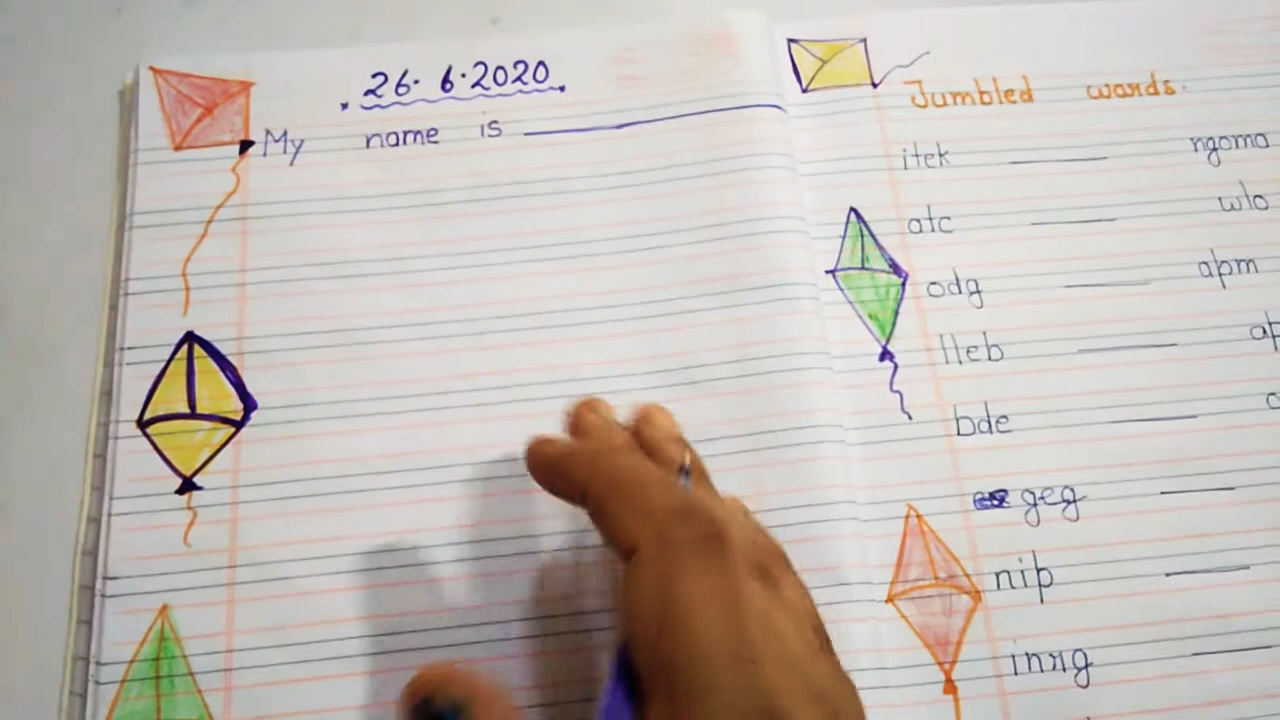 26. 6.2020.
My name is
Jumbled words.
itek ngoma
atc wlo
odg apm
lleb
bde
geg
nip
inrg